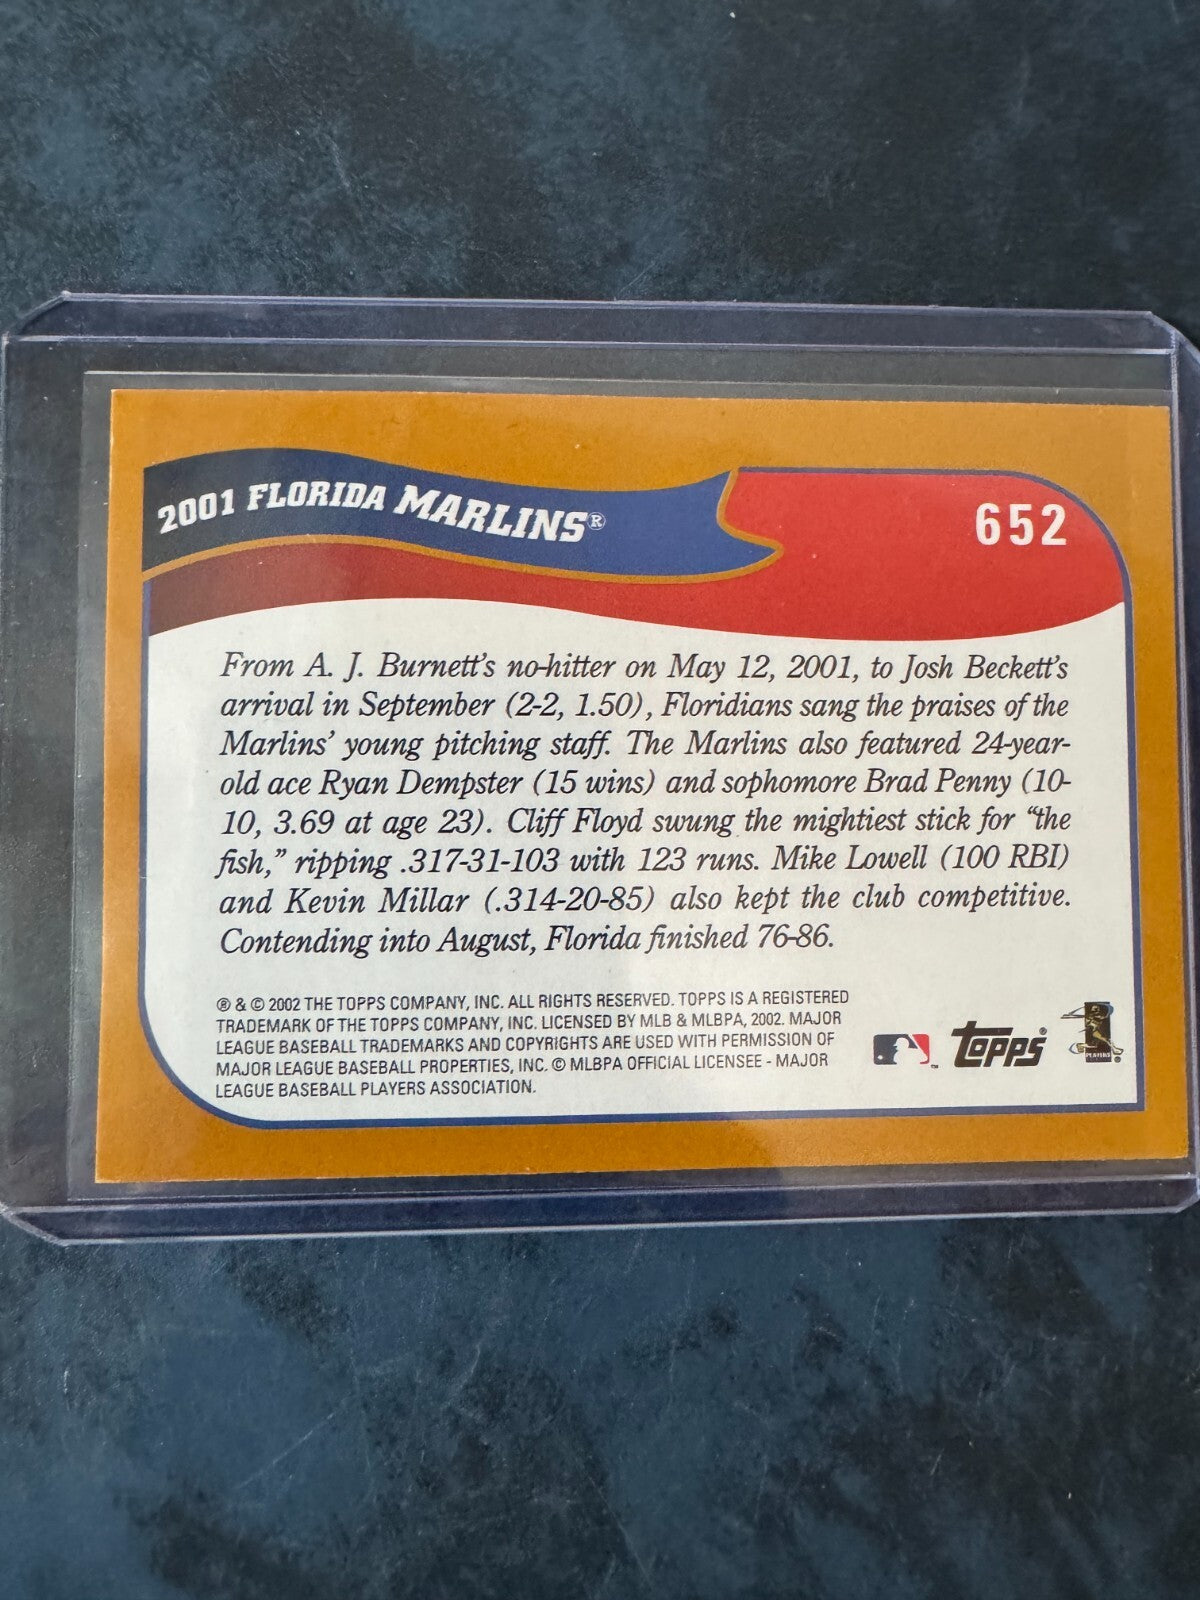 2001 FLORIDA MARLINS®
652
From A. J. Burnett's no-hitter on May 12, 2001, to Josh Beckett's
arrival in September (2-2, 1.50), Floridians sang the praises of the
Marlins' young pitching staff. The Marlins also featured 24-year-
old ace Ryan Dempster (15 wins) and sophomore Brad Penny (10-
10, 3.69 at age 23). Cliff Floyd swung the mightiest stick for "the
fish," ripping .317-31-103 with 123 runs. Mike Lowell (100 RBI)
and Kevin Millar (.314-20-85) also kept the club competitive.
Contending into August, Florida finished 76-86.
® & © 2002 THE TOPPS COMPANY, INC. ALL RIGHTS RESERVED. TOPPS IS A REGISTERED
TRADEMARK OF THE TOPPS COMPANY, INC. LICENSED BY MLB & MLBPA, 2002. MAJOR
LEAGUE BASEBALL TRADEMARKS AND COPYRIGHTS ARE USED WITH PERMISSION OF
MAJOR LEAGUE BASEBALL PROPERTIES, INC. © MLBPA OFFICIAL LICENSEE - MAJOR
LEAGUE BASEBALL PLAYERS ASSOCIATION.
TOPPS®
PLAYERS